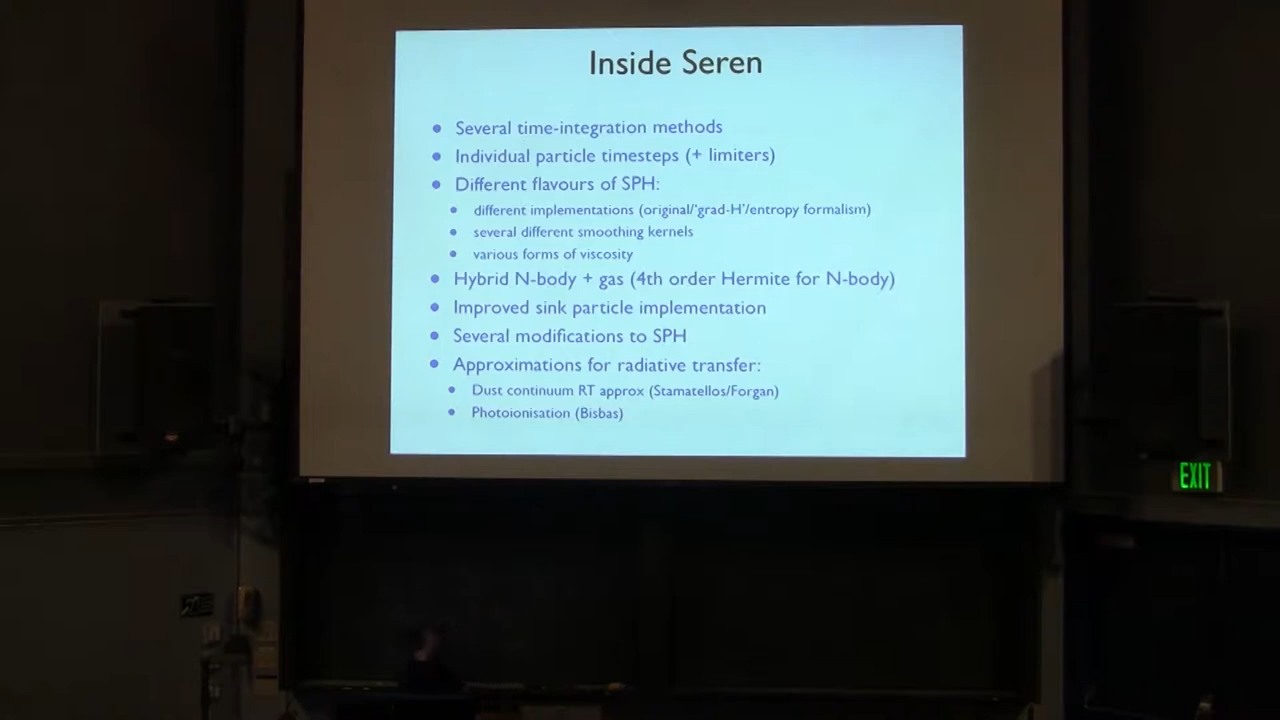 Inside Seren
• Several time-integration methods
• Individual particle timesteps (+ limiters)
• Different flavours of SPH:
• different implementations (original/'grad-H'/entropy formalism)
• several different smoothing kernels
• various forms of viscosity
• Hybrid N-body + gas (4th order Hermite for N-body)
• Improved sink particle implementation
• Several modifications to SPH
• Approximations for radiative transfer:
• Dust continuum RT approx (Stamatellos/Forgan)
• Photoionisation (Bisbas)
EXIT